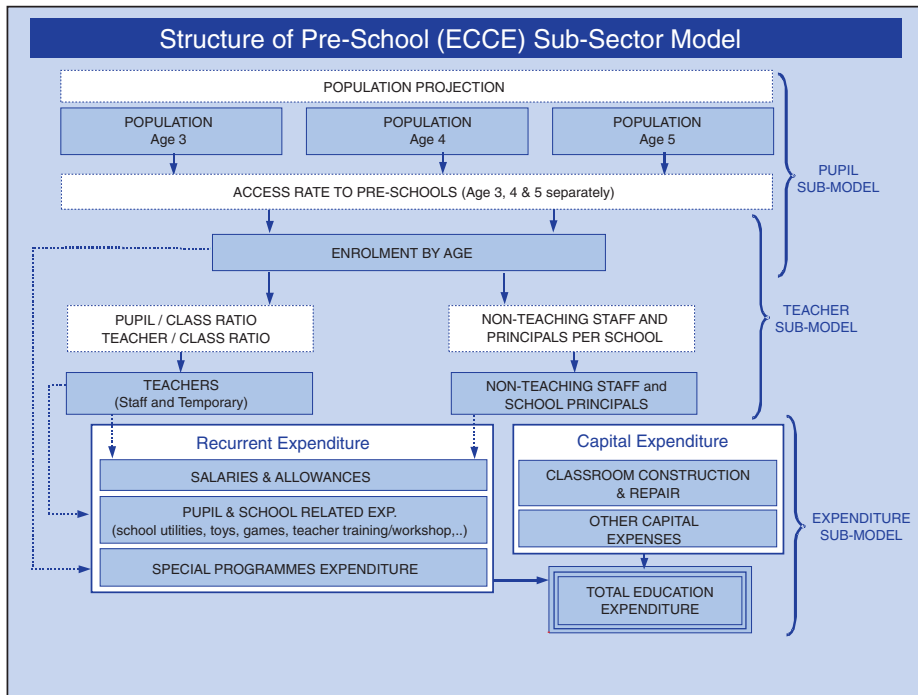 Structure of Pre-School (ECCE) Sub-Sector Model
POPULATION PROJECTION
POPULATION
Age 3
POPULATION
Age 4
POPULATION
Age 5
PUPIL
SUB-MODEL
ACCESS RATE TO PRE-SCHOOLS (Age 3, 4 & 5 separately)
ENROLMENT BY AGE
PUPIL / CLASS RATIO
TEACHER / CLASS RATIO
NON-TEACHING STAFF AND
PRINCIPALS PER SCHOOL
TEACHER
SUB-MODEL
TEACHERS
(Staff and Temporary)
NON-TEACHING STAFF and
SCHOOL PRINCIPALS
Recurrent Expenditure
SALARIES & ALLOWANCES
PUPIL & SCHOOL RELATED EXP.
(school utilities, toys, games, teacher training/workshop,..)
SPECIAL PROGRAMMES EXPENDITURE
Capital Expenditure
CLASSROOM CONSTRUCTION
& REPAIR
OTHER CAPITAL
EXPENSES
EXPENDITURE
SUB-MODEL
TOTAL EDUCATION
EXPENDITURE